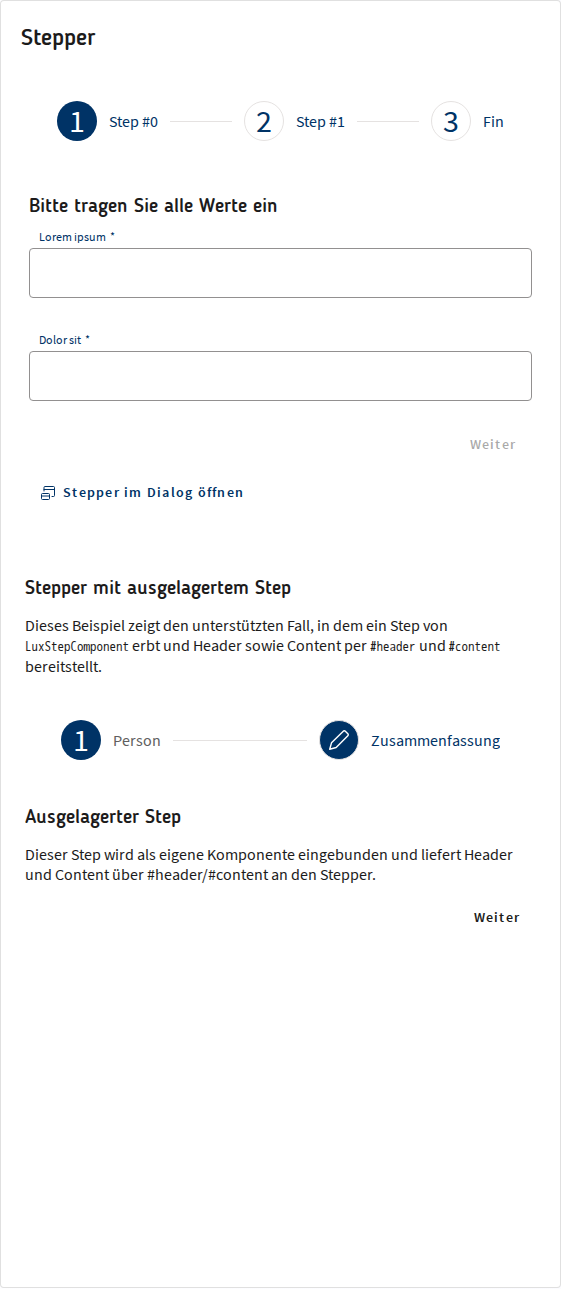 Stepper
1 Step #0 2 Step #1 3 Fin
Bitte tragen Sie alle Werte ein
Lorem ipsum *
Dolor sit *
Weiter
Stepper im Dialog öffnen
Stepper mit ausgelagertem Step
Dieses Beispiel zeigt den unterstützten Fall, in dem ein Step von
LuxStepComponent erbt und Header sowie Content per #header und #content
bereitstellt.
1 Person Zusammenfassung
Ausgelagerter Step
Dieser Step wird als eigene Komponente eingebunden und liefert Header
und Content über #header/#content an den Stepper.
Weiter